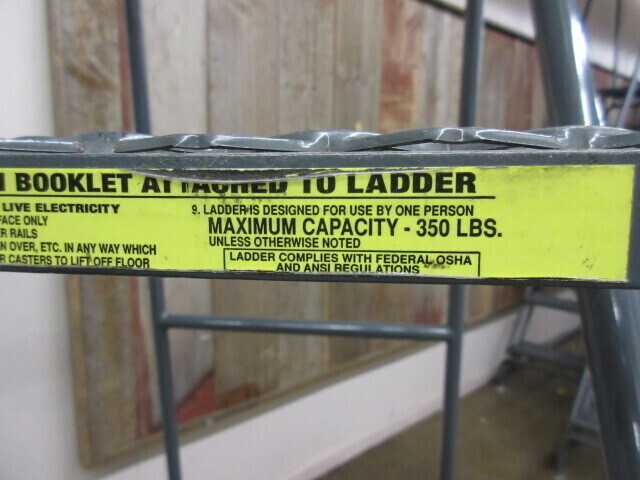 BOOKLET ATTACHED TO LADDER
LIVE ELECTRICITY
FACE ONLY
R RAILS
N OVER, ETC. IN ANY WAY WHICH
R CASTERS TO LIFT OFF FLOOR
9. LADDER IS DESIGNED FOR USE BY ONE PERSON
MAXIMUM CAPACITY - 350 LBS.
UNLESS OTHERWISE NOTED
LADDER COMPLIES WITH FEDERAL OSHA
AND ANSI REGULATIONS